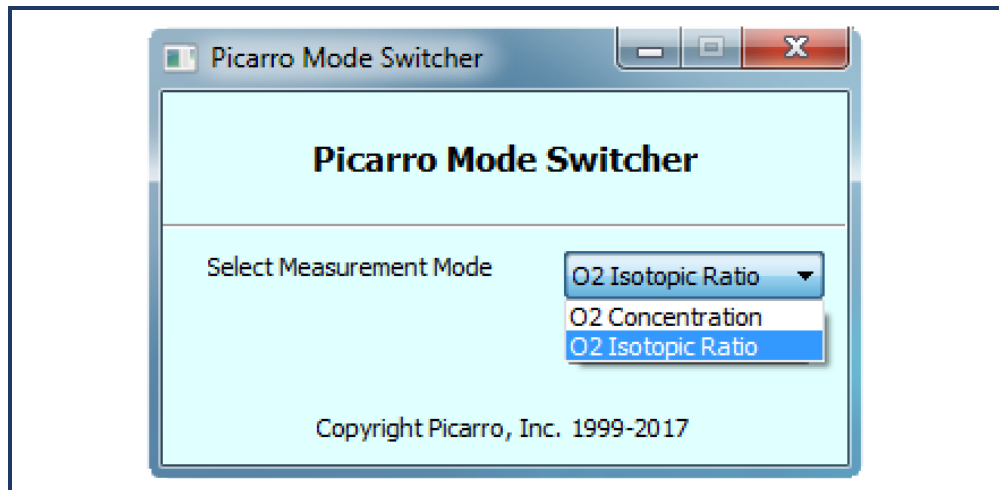 Picarro Mode Switcher
Picarro Mode Switcher
Select Measurement Mode
O2 Isotopic Ratio
O2 Concentration
O2 Isotopic Ratio
Copyright Picarro, Inc. 1999-2017